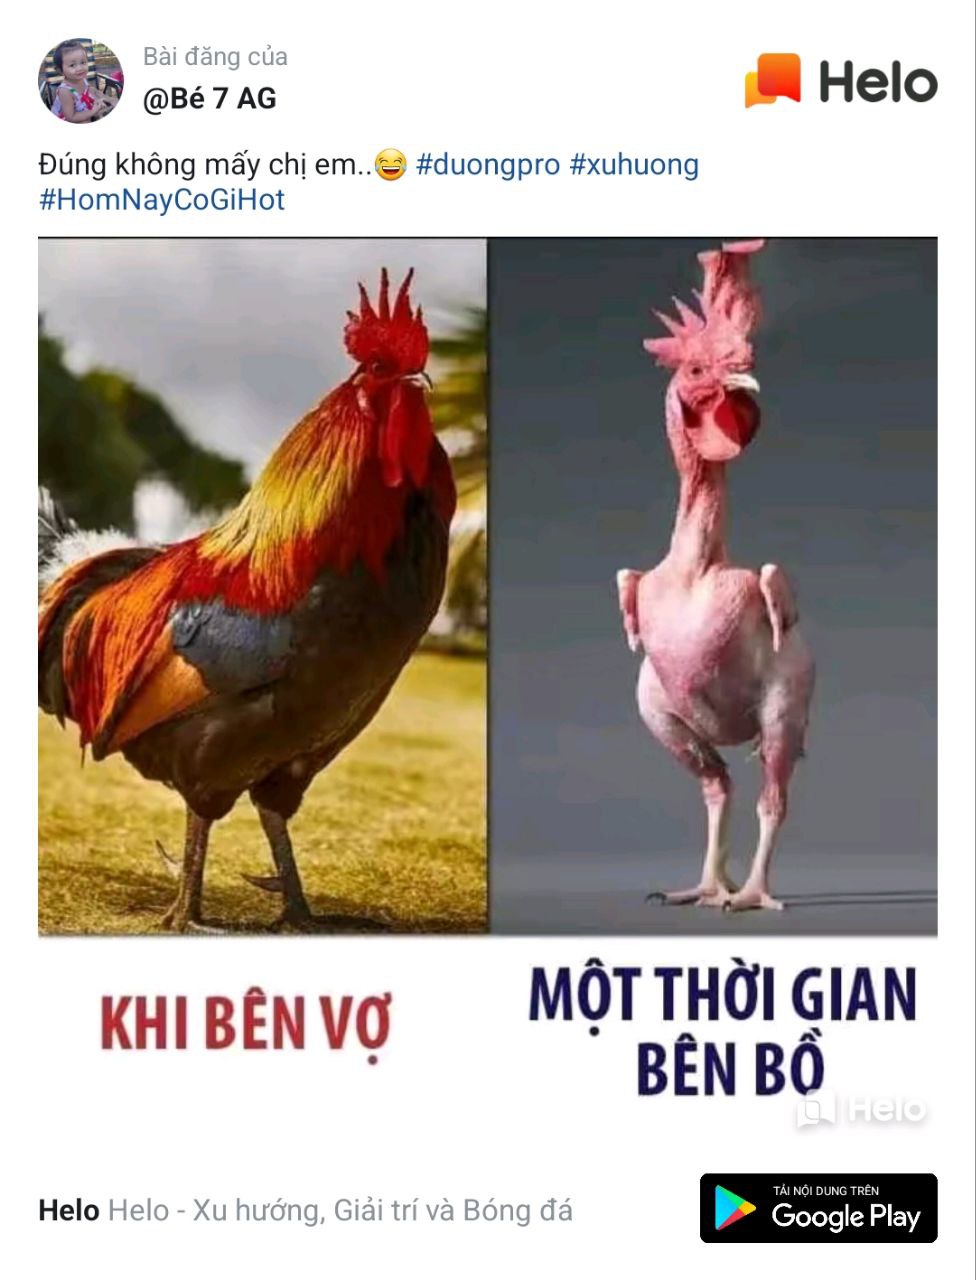 Bài đăng của
@Bé 7 AG
Helo
Đúng không mấy chị em..😅 #duongpro #xuhuong
#HomNayCoGiHot
KHI BÊN VỢ
MỘT THỜI GIAN
BÊN BỒ
Helo
Helo Helo - Xu hướng, Giải trí và Bóng đá
TẢI NỘI DUNG TRÊN
Google Play